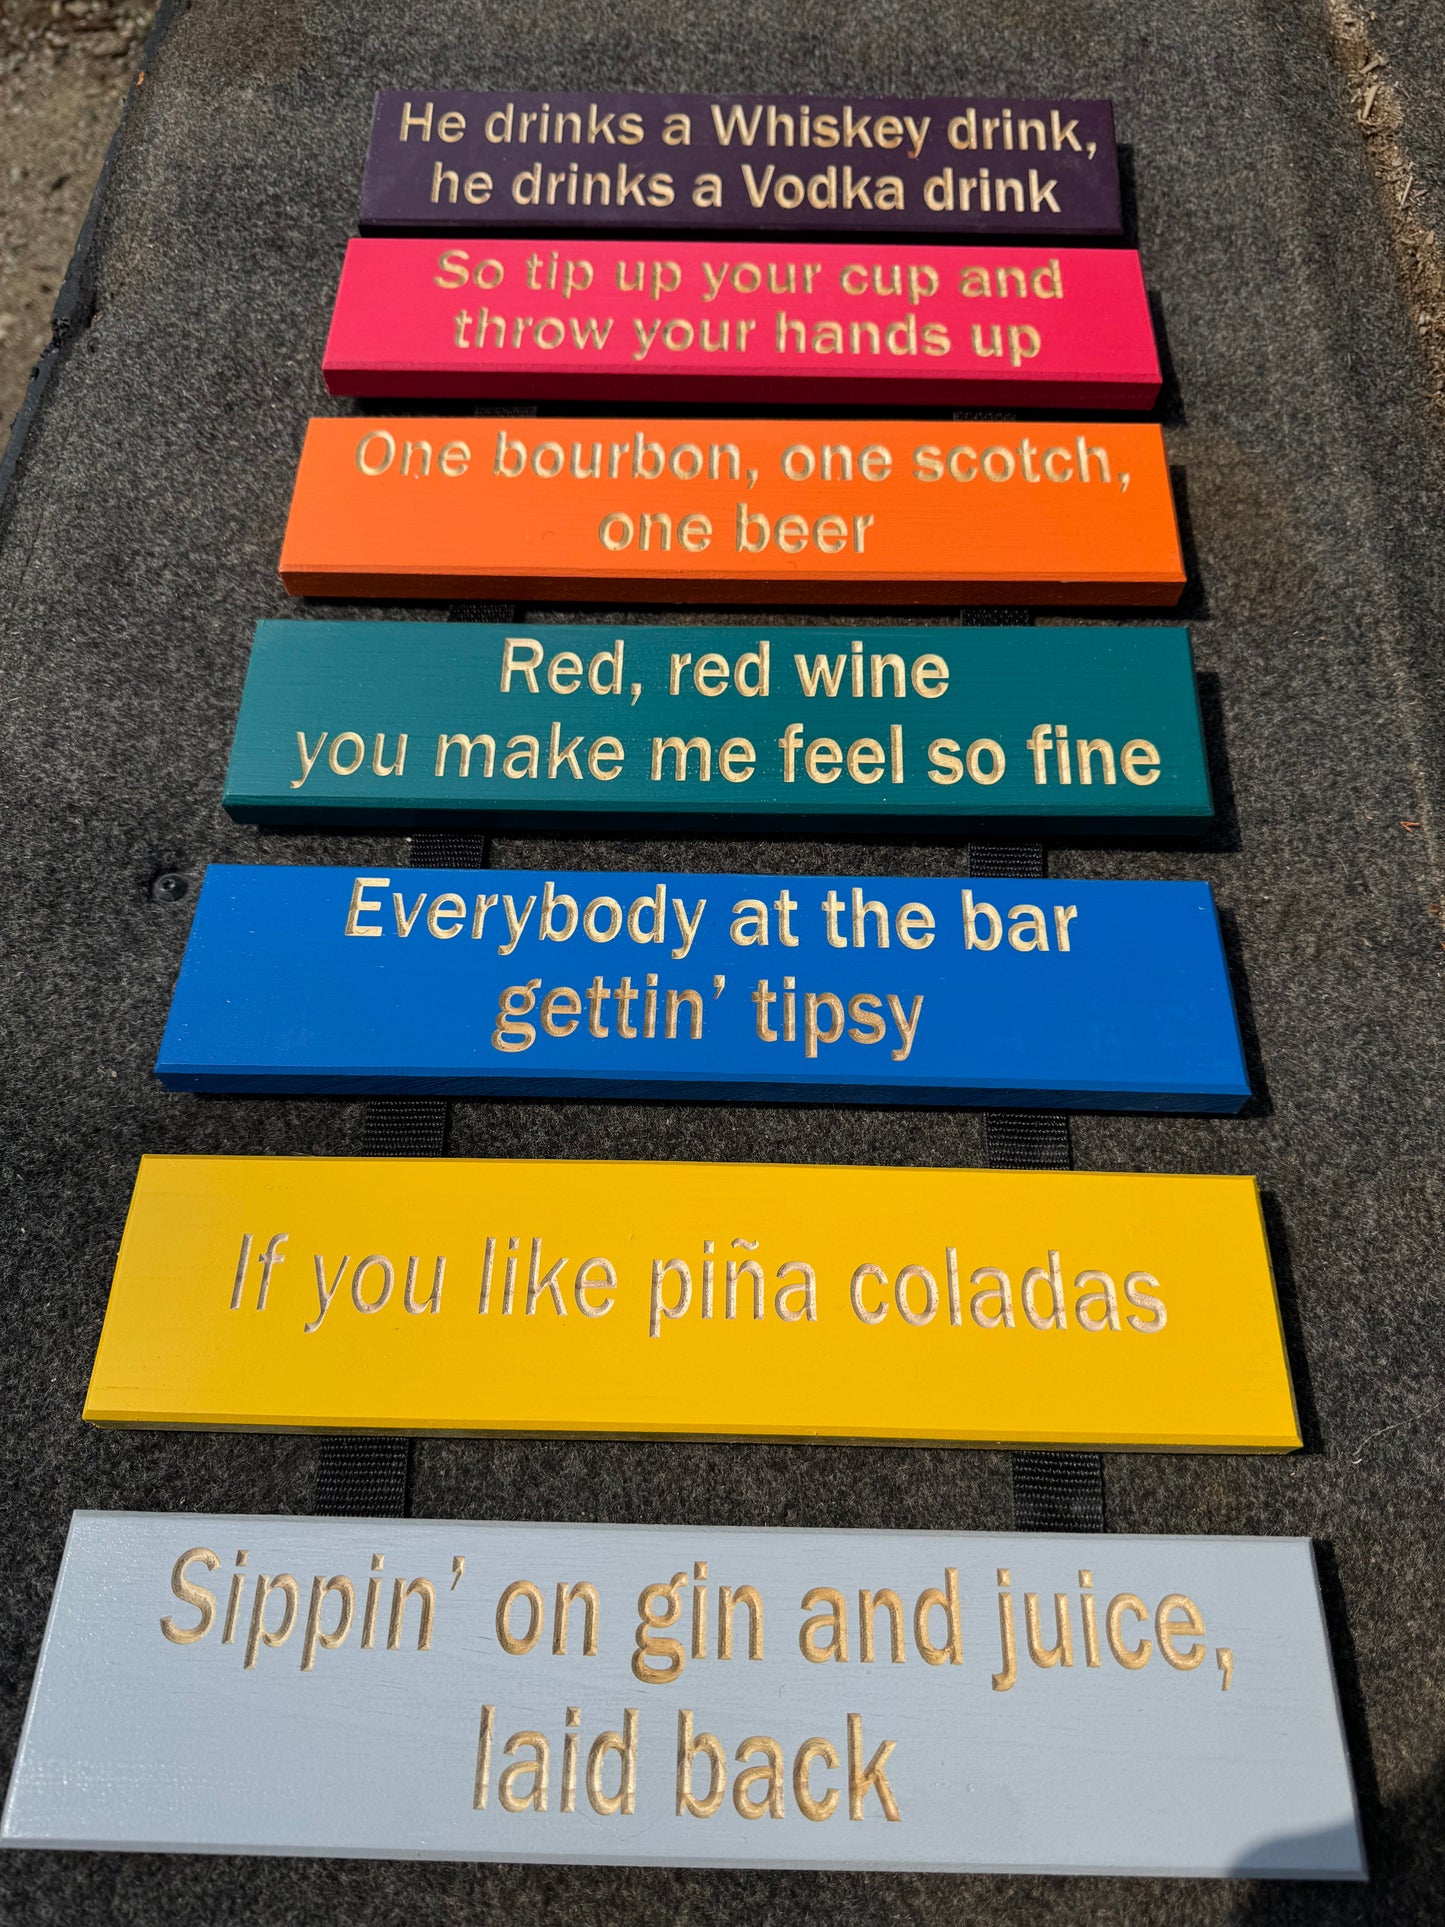 He drinks a Whiskey drink,
he drinks a Vodka drink
So tip up your cup and
throw your hands up
One bourbon, one scotch,
one beer
Red, red wine
you make me feel so fine
Everybody at the bar
gettin’ tipsy
If you like piña coladas
Sippin’ on gin and juice,
laid back